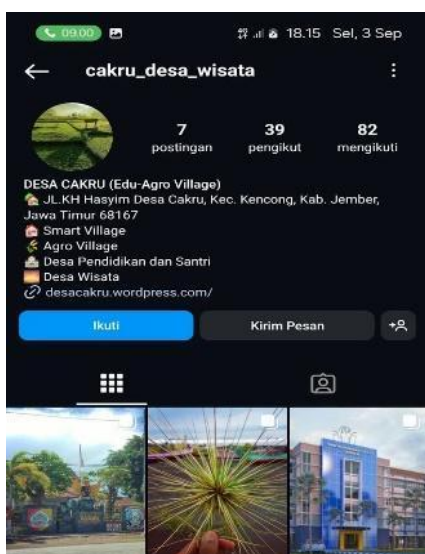 09.00 18.15 Sel, 3 Sep
cakru_desa_wisata
7 39 82
postingan pengikut mengikuti
DESA CAKRU (Edu-Agro Village)
JL.KH Hasyim Desa Cakru, Kec. Kencong, Kab. Jember,
Jawa Timur 68167
Smart Village
Agro Village
Desa Pendidikan dan Santri
Desa Wisata
desacakru.wordpress.com/
Ikuti Kirim Pesan